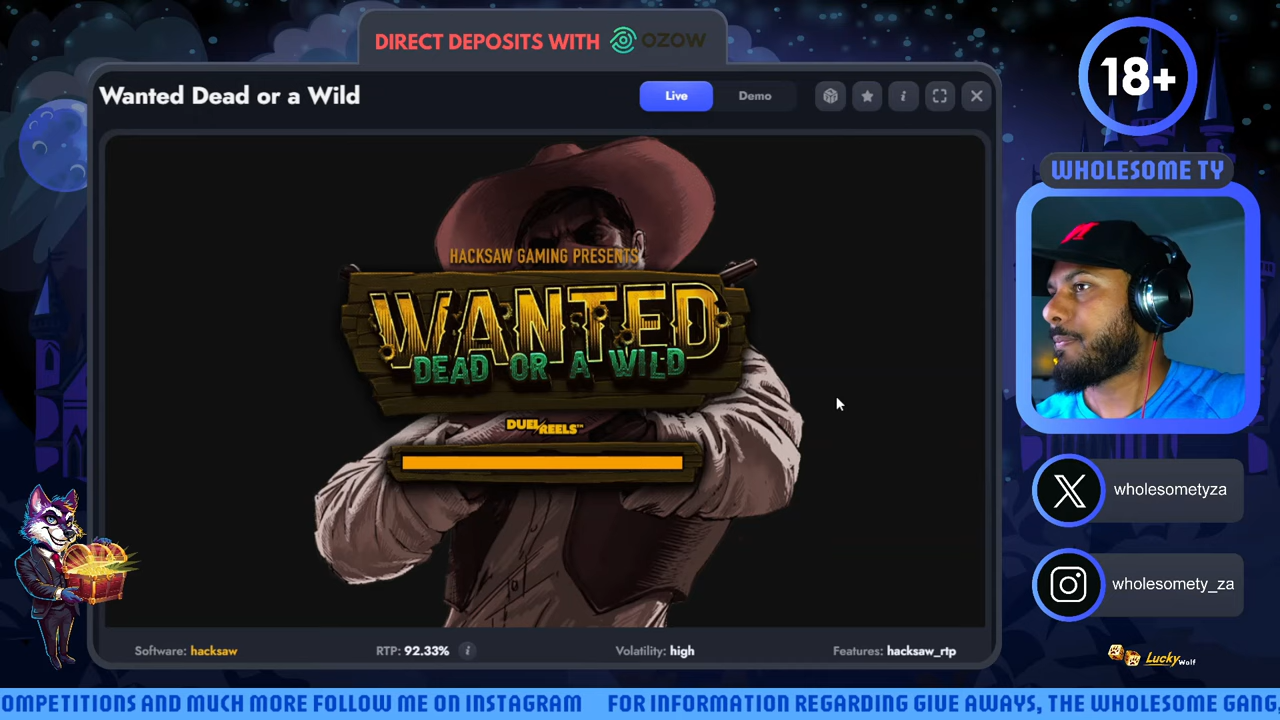 DIRECT DEPOSITS WITH OZOW
18+
Wanted Dead or a Wild
Live
Demo
WHOLESOME TY
HACKSAW GAMING PRESENTS
WANTED
DEAD OR A WILD
DUEL REELS™
wholesometyza
wholesomety_za
Software: hacksaw
RTP: 92.33%
Volatility: high
Features: hacksaw_rtp
Lucky Wolf
OMPETITIONS AND MUCH MORE FOLLOW ME ON INSTAGRAM FOR INFORMATION REGARDING GIVE AWAYS, THE WHOLESOME GANG,